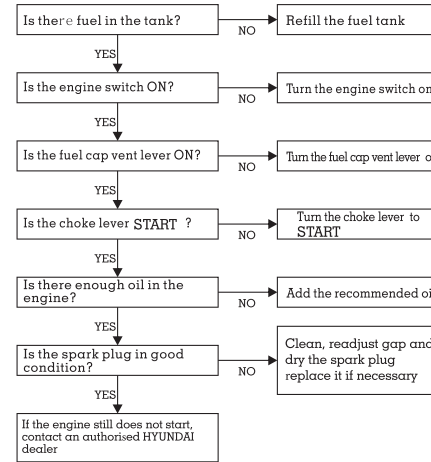 Is there fuel in the tank?
NO
Refill the fuel tank
YES
Is the engine switch ON?
NO
Turn the engine switch on
YES
Is the fuel cap vent lever ON?
NO
Turn the fuel cap vent lever
YES
Is the choke lever START ?
NO
Turn the choke lever to
START
YES
Is there enough oil in the
engine?
NO
Add the recommended
YES
Is the spark plug in good
condition?
NO
Clean, readjust gap and
dry the spark plug
replace it if necessary
YES
If the engine still does not start,
contact an authorised HYUNDAI
dealer